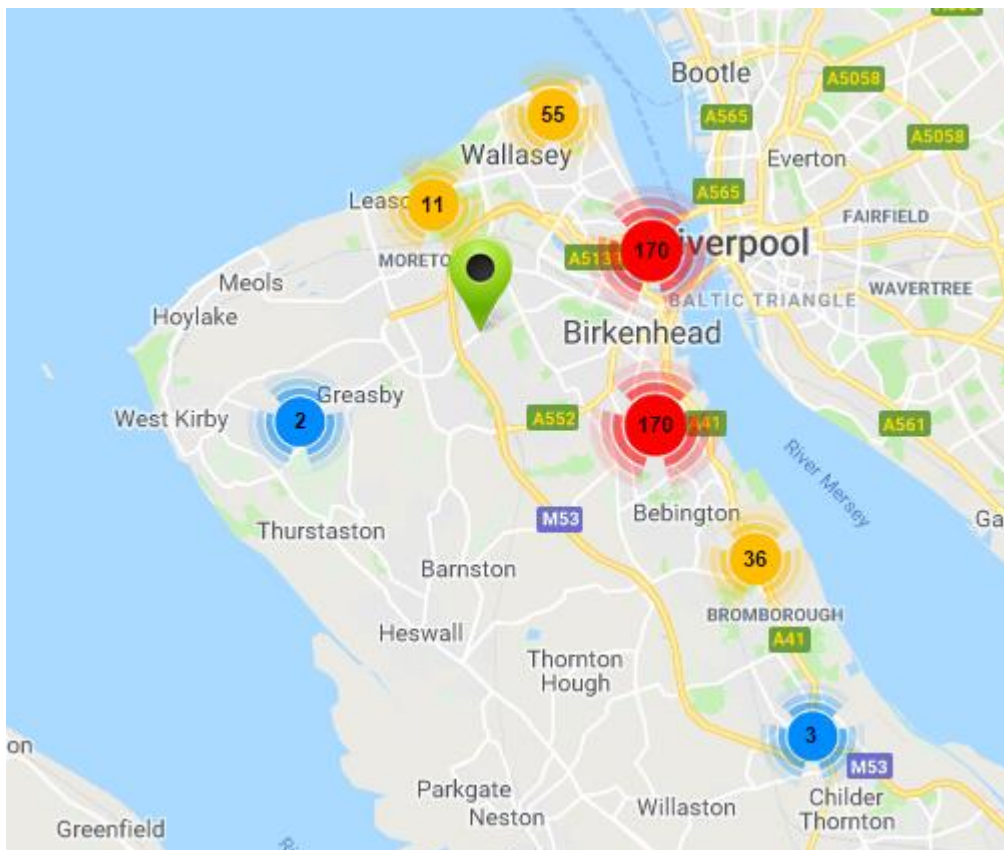 Bootle
A5058
A565
55
Wallasey
Everton
A5058
A565
Leaso
11
FAIRFIELD
170
iverpool
MORETO
Meols
WAVERTREE
BALTIC TRIANGLE
Hoylake
Birkenhead
Greasby
West Kirby
2
A552
170
A41
A561
River Mersey
Bebington
Ga
M53
Thurstaston
36
Barnston
BROMBOROUGH
Heswall
A41
Thornton
Hough
3
on
M53
Parkgate
Childer
Thornton
Willaston
Neston
Greenfield